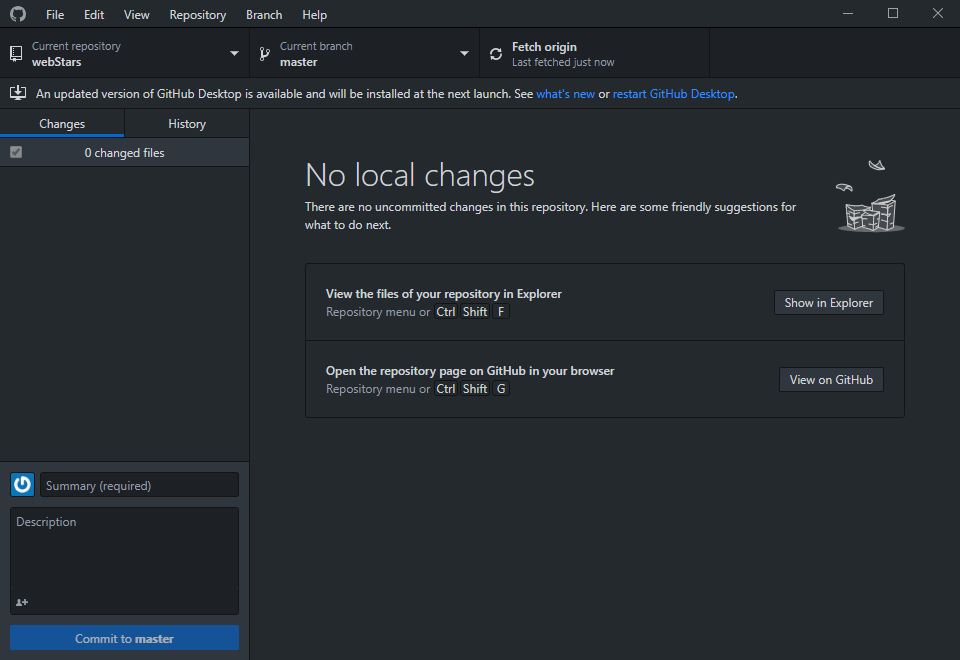 File Edit View Repository Branch Help
Current repository
webStars
Current branch
master
Fetch origin
Last fetched just now
An updated version of GitHub Desktop is available and will be installed at the next launch. See what's new or restart GitHub Desktop.
Changes
History
0 changed files
No local changes
There are no uncommitted changes in this repository. Here are some friendly suggestions for
what to do next.
View the files of your repository in Explorer
Repository menu or Ctrl Shift F
Show in Explorer
Open the repository page on GitHub in your browser
Repository menu or Ctrl Shift G
View on GitHub
Summary (required)
Description
Commit to master